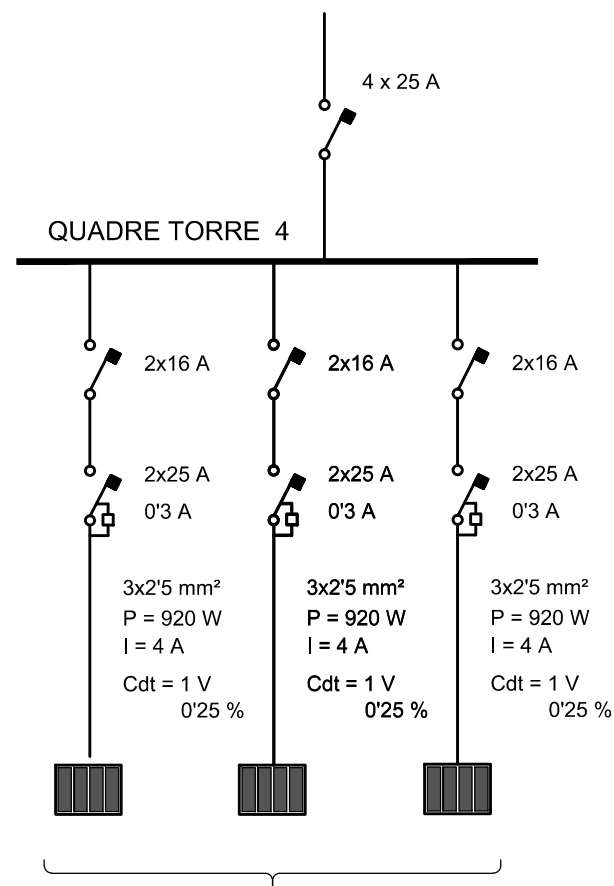 4 x 25 A
QUADRE TORRE 4
2x16 A
2x16 A
2x16 A
2x25 A
0'3 A
2x25 A
0'3 A
2x25 A
0'3 A
3x2'5 mm²
P = 920 W
I = 4 A
Cdt = 1 V
0'25 %
3x2'5 mm²
P = 920 W
I = 4 A
Cdt = 1 V
0'25 %
3x2'5 mm²
P = 920 W
I = 4 A
Cdt = 1 V
0'25 %